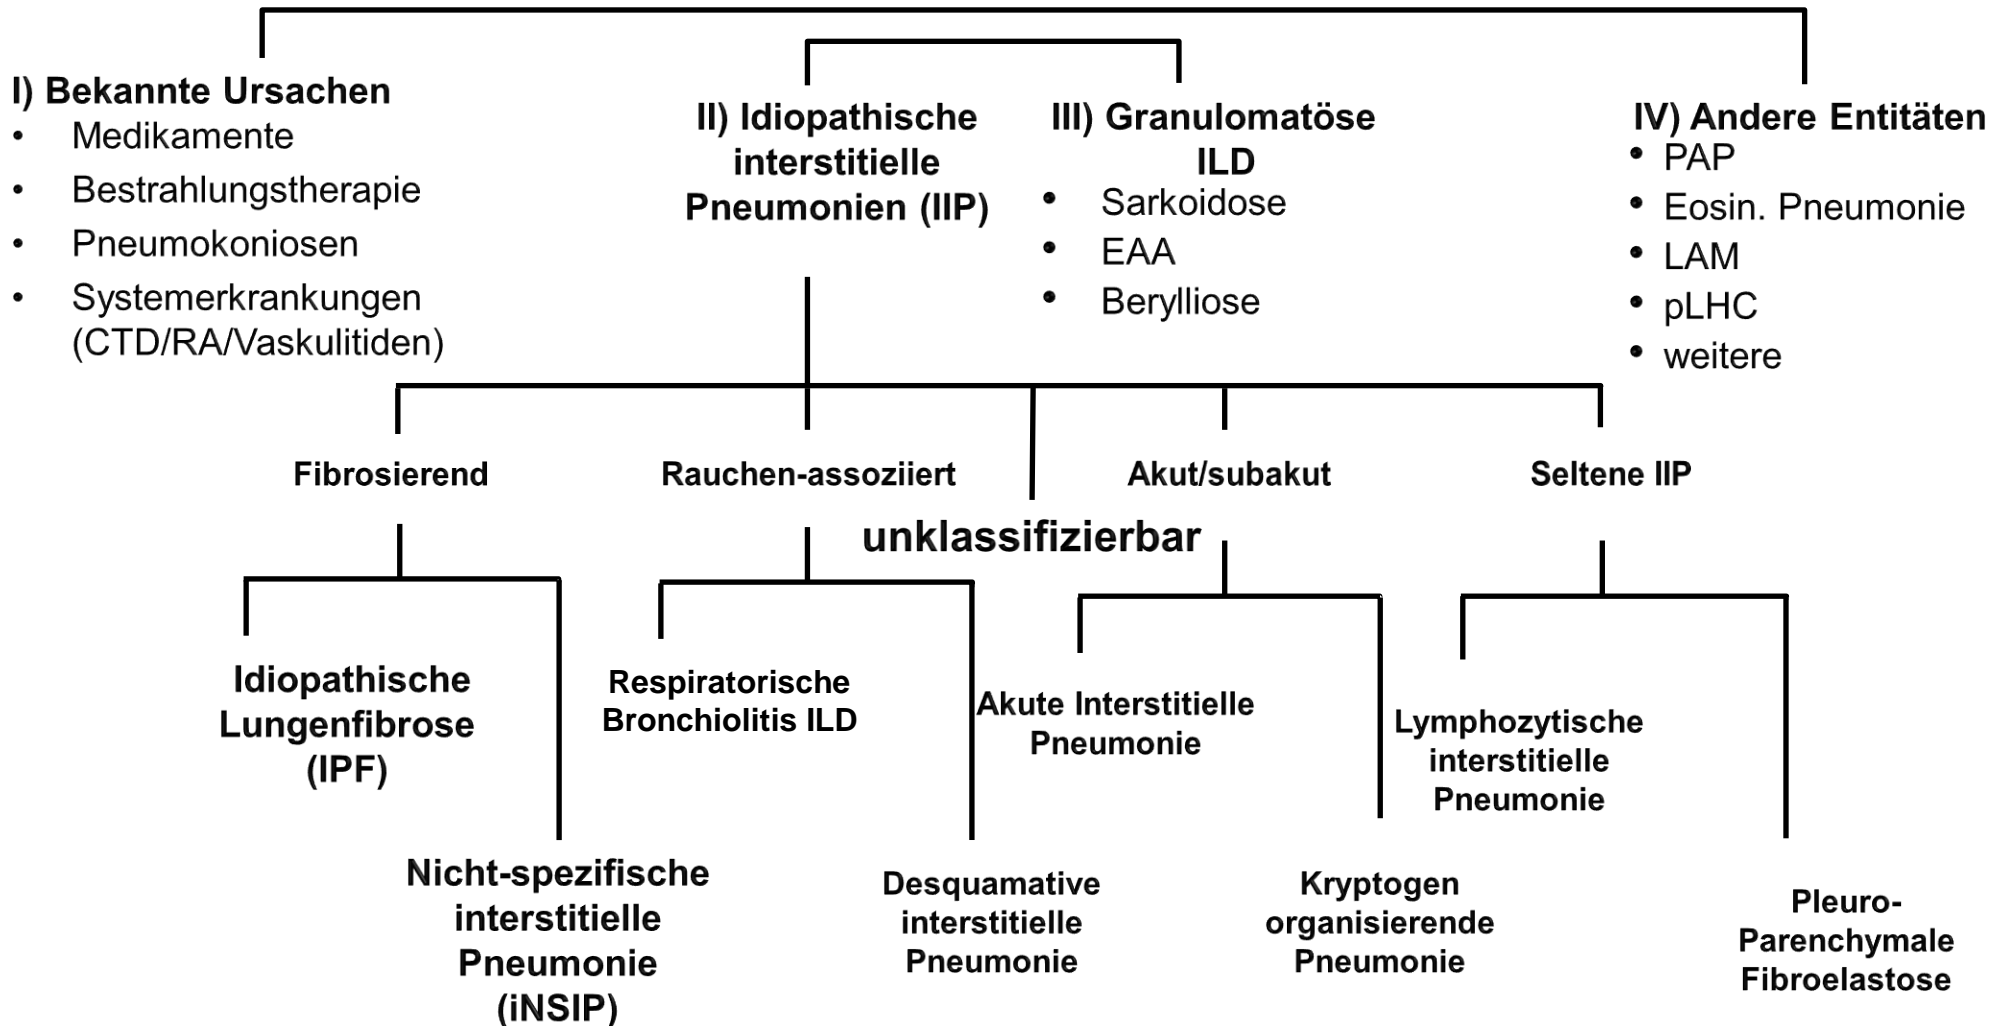 I) Bekannte Ursachen
• Medikamente
• Bestrahlungstherapie
• Pneumokoniosen
• Systemerkrankungen
(CTD/RA/Vaskulitiden)
II) Idiopathische
interstitielle
Pneumonien (IIP)
III) Granulomatöse
ILD
• Sarkoidose
• EAA
• Berylliose
IV) Andere Entitäten
• PAP
• Eosin. Pneumonie
• LAM
• pLHC
• weitere
Fibrosierend
Rauchen-assoziiert
unklassifizierbar
Akut/subakut
Seltene IIP
Idiopathische
Lungenfibrose
(IPF)
Nicht-spezifische
interstitielle
Pneumonie
(iNSIP)
Respiratorische
Bronchiolitis ILD
Desquamative
interstitielle
Pneumonie
Akute Interstitielle
Pneumonie
Kryptogen
organisierende
Pneumonie
Lymphozytische
interstitielle
Pneumonie
Pleuro-
Parenchymale
Fibroelastose